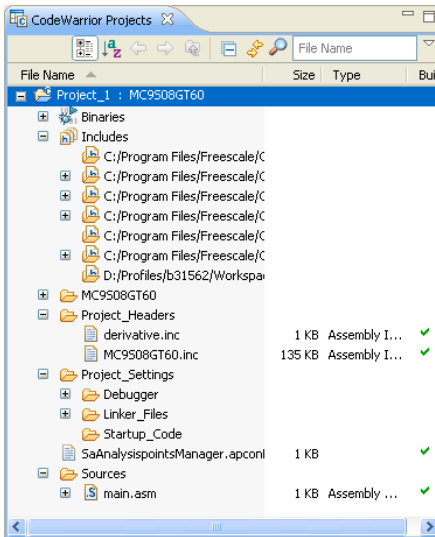 CodeWarrior Projects
File Name
File Name Size Type Bui
Project_1 : MC9S08GT60
Binaries
Includes
C:/Program Files/Freescale/C
C:/Program Files/Freescale/C
C:/Program Files/Freescale/C
C:/Program Files/Freescale/C
C:/Program Files/Freescale/C
C:/Program Files/Freescale/C
D:/Profiles/b31562/Workspa
MC9S08GT60
Project_Headers
derivative.inc 1 KB Assembly I...
MC9S08GT60.inc 135 KB Assembly I...
Project_Settings
Debugger
Linker_Files
Startup_Code
SaAnalysispointsManager.apconf 1 KB
Sources
main.asm 1 KB Assembly ...